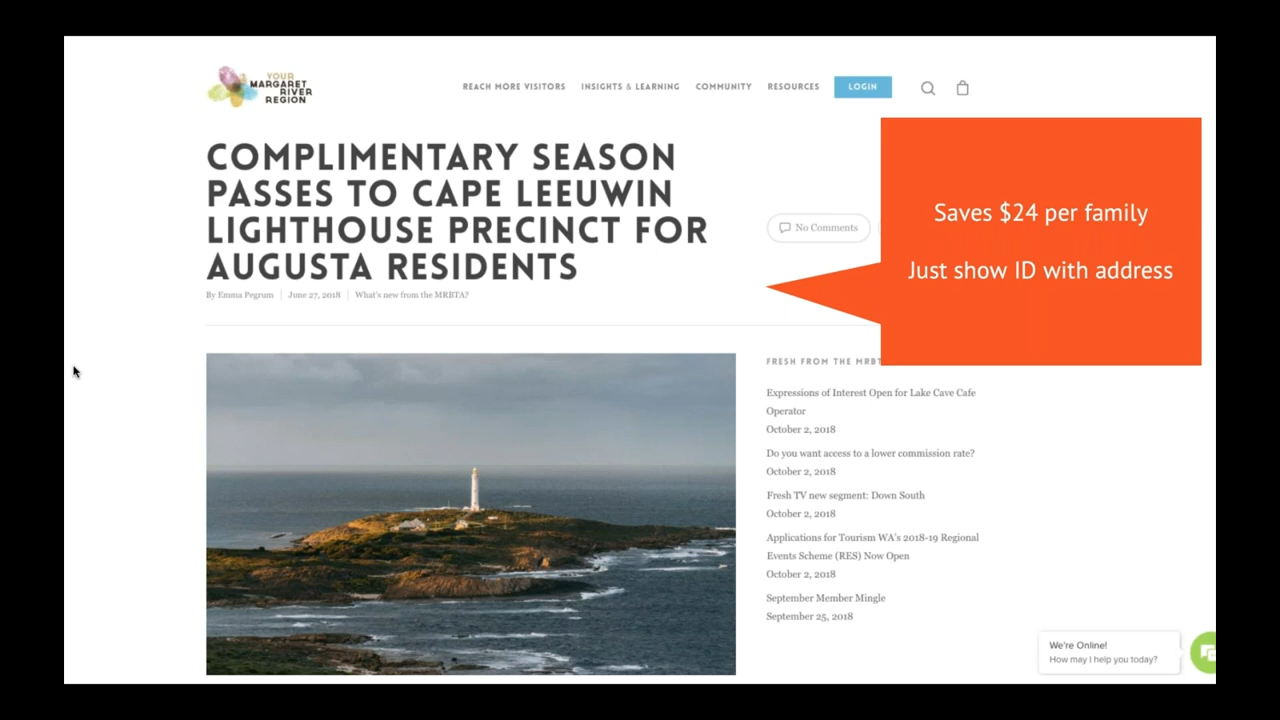 YOUR
MARGARET
RIVER
REGION
REACH MORE VISITORS
INSIGHTS & LEARNING
COMMUNITY
RESOURCES
LOGIN
COMPLIMENTARY SEASON
PASSES TO CAPE LEEUWIN
LIGHTHOUSE PRECINCT FOR
AUGUSTA RESIDENTS
By Emma Pegrum
June 27, 2018
What's new from the MRBTA?
No Comments
Saves $24 per family
Just show ID with address
FRESH FROM THE MRBT
Expressions of Interest Open for Lake Cave Cafe
Operator
October 2, 2018
Do you want access to a lower commission rate?
October 2, 2018
Fresh TV new segment: Down South
October 2, 2018
Applications for Tourism WA's 2018-19 Regional
Events Scheme (RES) Now Open
October 2, 2018
September Member Mingle
September 25, 2018
We're Online!
How may I help you today?